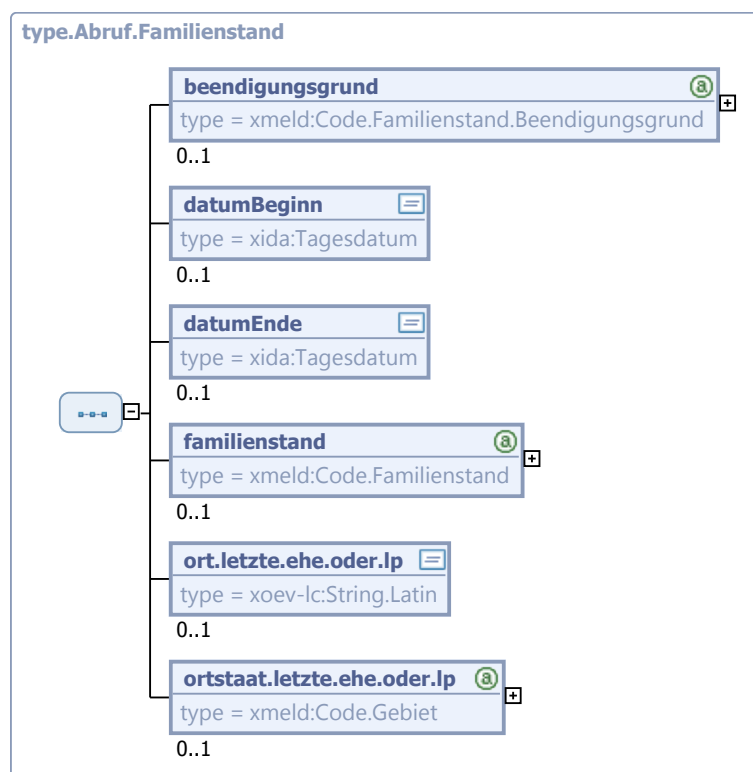 type.Abruf.Familienstand
beendigungsgrund
type = xmeld:Code.Familienstand.Beendigungsgrund
0..1
datumBeginn
type = xida:Tagesdatum
0..1
datumEnde
type = xida:Tagesdatum
0..1
familienstand
type = xmeld:Code.Familienstand
0..1
ort.letzte.ehe.oder.lp
type = xoev-lc:String.Latin
0..1
ortstaat.letzte.ehe.oder.lp
type = xmeld:Code.Gebiet
0..1